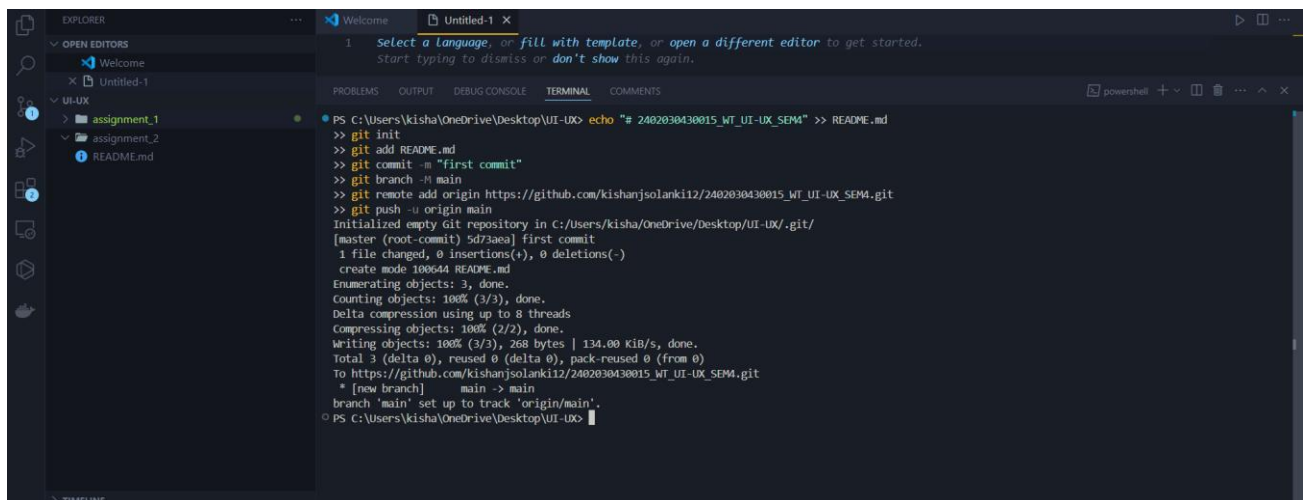 EXPLORER
...
Welcome
Untitled-1
OPEN EDITORS
Welcome
Untitled-1
UI-UX
assignment_1
assignment_2
README.md
1
2
1 Select a language, or fill with template, or open a different editor to get started.
Start typing to dismiss or don't show this again.
PROBLEMS OUTPUT DEBUG CONSOLE TERMINAL COMMENTS
powershell
PS C:\Users\kisha\OneDrive\Desktop\UI-UX> echo "# 2402030430015_WT_UI-UX_SEM4" >> README.md
>> git init
>> git add README.md
>> git commit -m "first commit"
>> git branch -M main
>> git remote add origin https://github.com/kishanjsolanki12/2402030430015_WT_UI-UX_SEM4.git
>> git push -u origin main
Initialized empty Git repository in C:/Users/kisha/OneDrive/Desktop/UI-UX/.git/
[master (root-commit) 5d73aea] first commit
1 file changed, 0 insertions(+), 0 deletions(-)
create mode 100644 README.md
Enumerating objects: 3, done.
Counting objects: 100% (3/3), done.
Delta compression using up to 8 threads
Compressing objects: 100% (2/2), done.
Writing objects: 100% (3/3), 268 bytes | 134.00 KiB/s, done.
Total 3 (delta 0), reused 0 (delta 0), pack-reused 0 (from 0)
To https://github.com/kishanjsolanki12/2402030430015_WT_UI-UX_SEM4.git
* [new branch] main -> main
branch 'main' set up to track 'origin/main'.
PS C:\Users\kisha\OneDrive\Desktop\UI-UX>